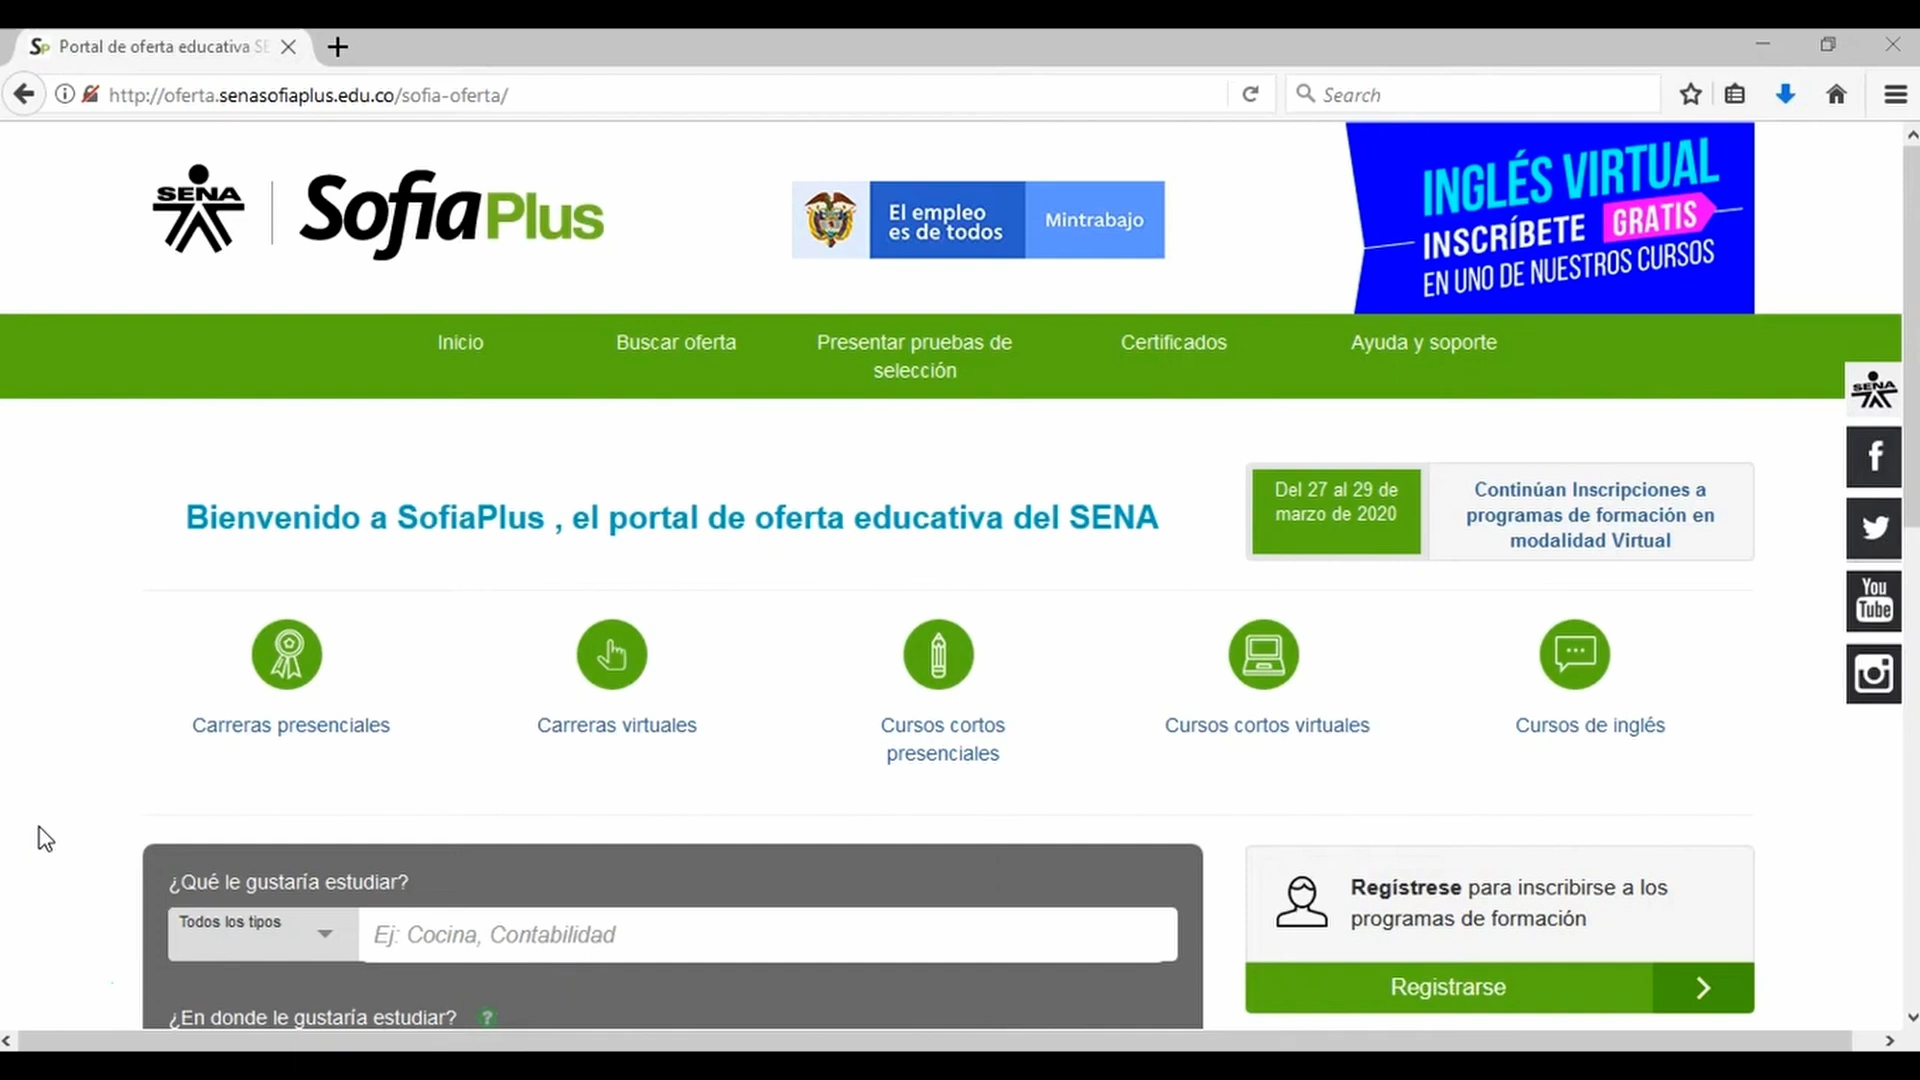 Sp Portal de oferta educativa SE
http://oferta.senasofiaplus.edu.co/sofia-oferta/
Search
SENA
SofiaPlus
El empleo
es de todos
Mintrabajo
INGLÉS VIRTUAL
INSCRÍBETE GRATIS
EN UNO DE NUESTROS CURSOS
Inicio
Buscar oferta
Presentar pruebas de
selección
Certificados
Ayuda y soporte
SENA
Bienvenido a SofiaPlus , el portal de oferta educativa del SENA
Del 27 al 29 de
marzo de 2020
Continúan Inscripciones a
programas de formación en
modalidad Virtual
You
Tube
Carreras presenciales
Carreras virtuales
Cursos cortos
presenciales
Cursos cortos virtuales
Cursos de inglés
¿Qué le gustaría estudiar?
Todos los tipos
Ej: Cocina, Contabilidad
¿En donde le gustaría estudiar? ?
Regístrese para inscribirse a los
programas de formación
Registrarse